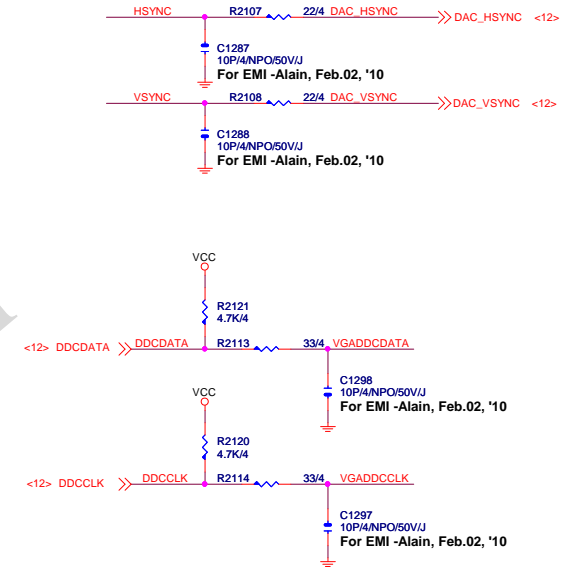 HSYNC R2107 22/4 DAC_HSYNC DAC_HSYNC <12>
C1287
10P/4/NPO/50V/J
For EMI -Alain, Feb.02, '10
VSYNC R2108 22/4 DAC_VSYNC DAC_VSYNC <12>
C1288
10P/4/NPO/50V/J
For EMI -Alain, Feb.02, '10
VCC
R2121
4.7K/4
<12> DDCDATA DDCDATA R2113 33/4 VGADDCDATA
C1298
10P/4/NPO/50V/J
For EMI -Alain, Feb.02, '10
VCC
R2120
4.7K/4
<12> DDCCLK DDCCLK R2114 33/4 VGADDCCLK
C1297
10P/4/NPO/50V/J
For EMI -Alain, Feb.02, '10